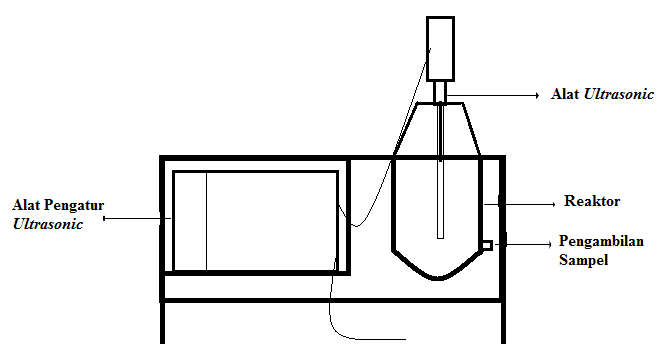 Alat Ultrasonic
Alat Pengatur
Ultrasonic
Reaktor
Pengambilan
Sampel